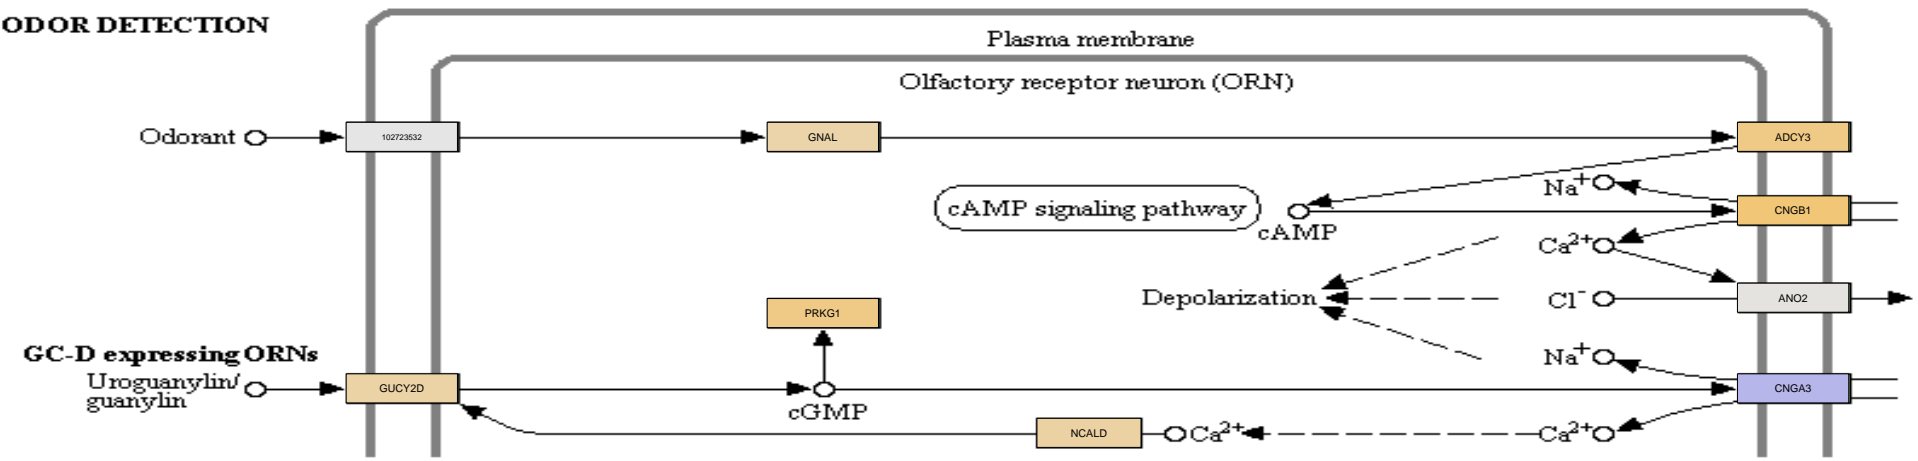 ODOR DETECTION
Plasma membrane
Olfactory receptor neuron (ORN)
Odorant
102723532
GNAL
ADCY3
Na+
cAMP signaling pathway
cAMP
CNGB1
Ca2+
Depolarization
Cl-
ANO2
PRKG1
GC-D expressing ORNs
Na+
Uroguanylin/
guanylin
GUCY2D
cGMP
CNGA3
NCALD
Ca2+
Ca2+